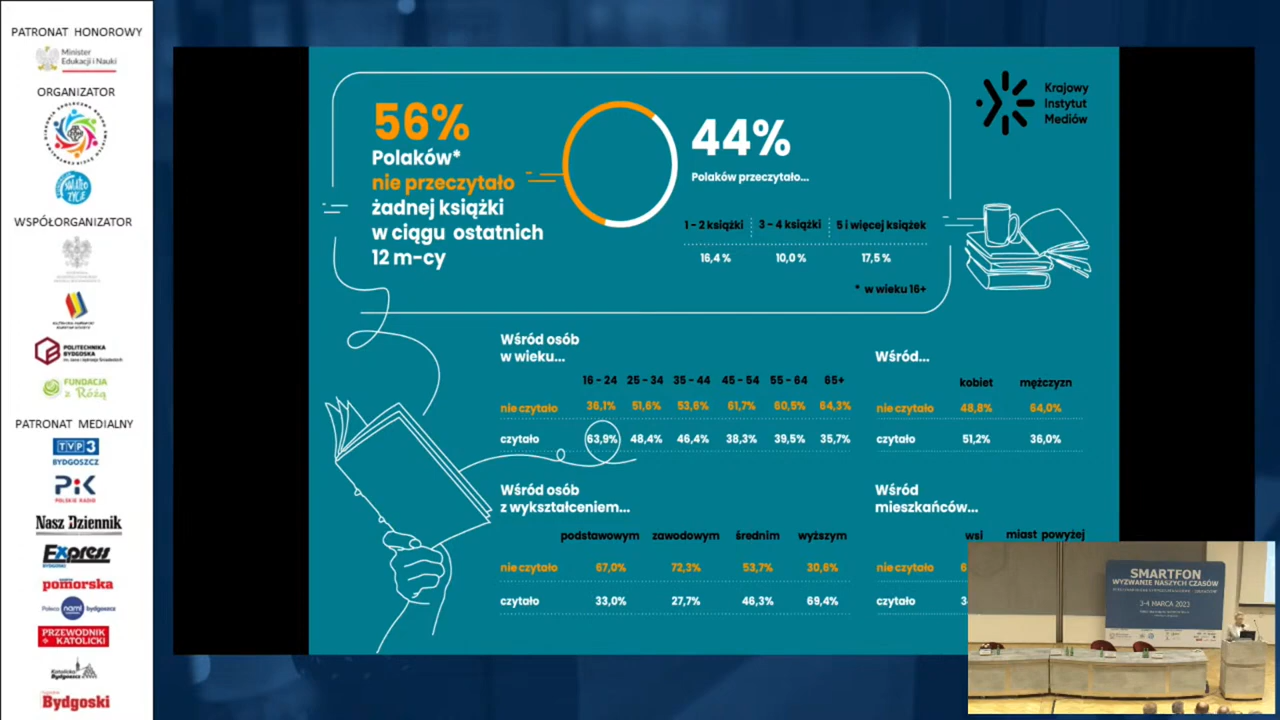 PATRONAT HONOROWY
Minister
Edukacji i Nauki
ORGANIZATOR
ŚWIATŁO
ŻYCIE
WSPÓŁORGANIZATOR
POLITECHNIKA
BYDGOSKA
FUNDACJA
z Różą
PATRONAT MEDIALNY
TVP3
BYDGOSZCZ
PiK
POLSKIE RADIO
Nasz Dziennik
Express
BYDGOSKI
pomorska
PRZEWODNIK
KATOLICKI
Bydgoski
56%
Polaków*
nie przeczytało
żadnej książki
w ciągu ostatnich
12 m-cy
44%
Polaków przeczytało...
1 – 2 książki 3 – 4 książki 5 i więcej książek
16,4 % 10,0 % 17,5 %
* w wieku 16+
Krajowy
Instytut
Mediów
Wśród osób
w wieku...
16 – 24 25 – 34 35 – 44 45 – 54 55 – 64 65+
nie czytało 36,1% 51,6% 53,6% 61,7% 60,5% 64,3%
czytało 63,9% 48,4% 46,4% 38,3% 39,5% 35,7%
Wśród...
kobiet mężczyzn
nie czytało 48,8% 64,0%
czytało 51,2% 36,0%
Wśród osób
z wykształceniem...
podstawowym zawodowym średnim wyższym
nie czytało 67,0% 72,3% 53,7% 30,6%
czytało 33,0% 27,7% 46,3% 69,4%
Wśród
mieszkańców...
wsi miast powyżej
nie czytało 6
czytało 3
SMARTFON
WYZWANIE NASZYCH CZASÓW
3-4 MARCA 2023